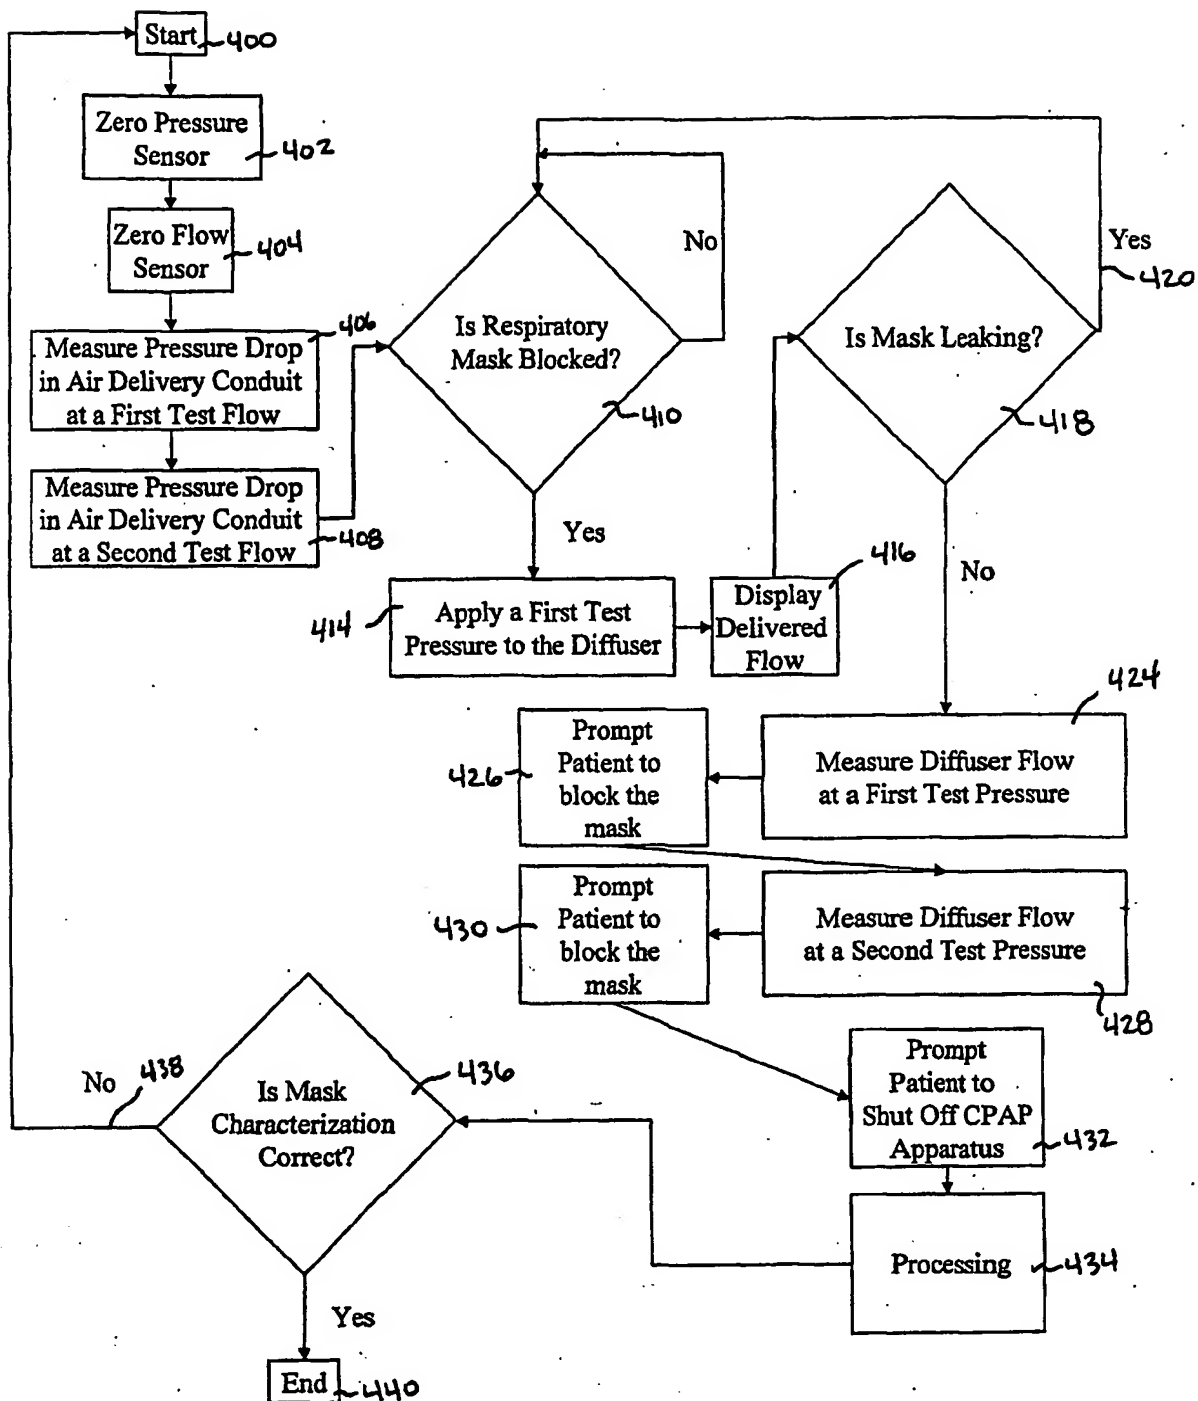 Start
400
Zero Pressure
Sensor
402
Zero Flow
Sensor
404
406
Measure Pressure Drop
in Air Delivery Conduit
at a First Test Flow
Measure Pressure Drop
in Air Delivery Conduit
at a Second Test Flow
408
Is Respiratory
Mask Blocked?
410
No
Yes
414
Apply a First Test
Pressure to the Diffuser
416
Display
Delivered
Flow
Is Mask Leaking?
418
Yes
420
No
424
Measure Diffuser Flow
at a First Test Pressure
426
Prompt
Patient to
block the
mask
Measure Diffuser Flow
at a Second Test Pressure
428
430
Prompt
Patient to
block the
mask
Prompt
Patient to
Shut Off CPAP
Apparatus
432
Processing
434
Is Mask
Characterization
Correct?
436
No
438
Yes
End
440